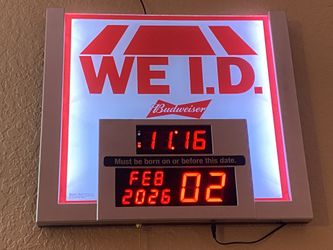 WE I.D.
Budweiser
11:16
Must be born on or before this date.
FEB 02
2026